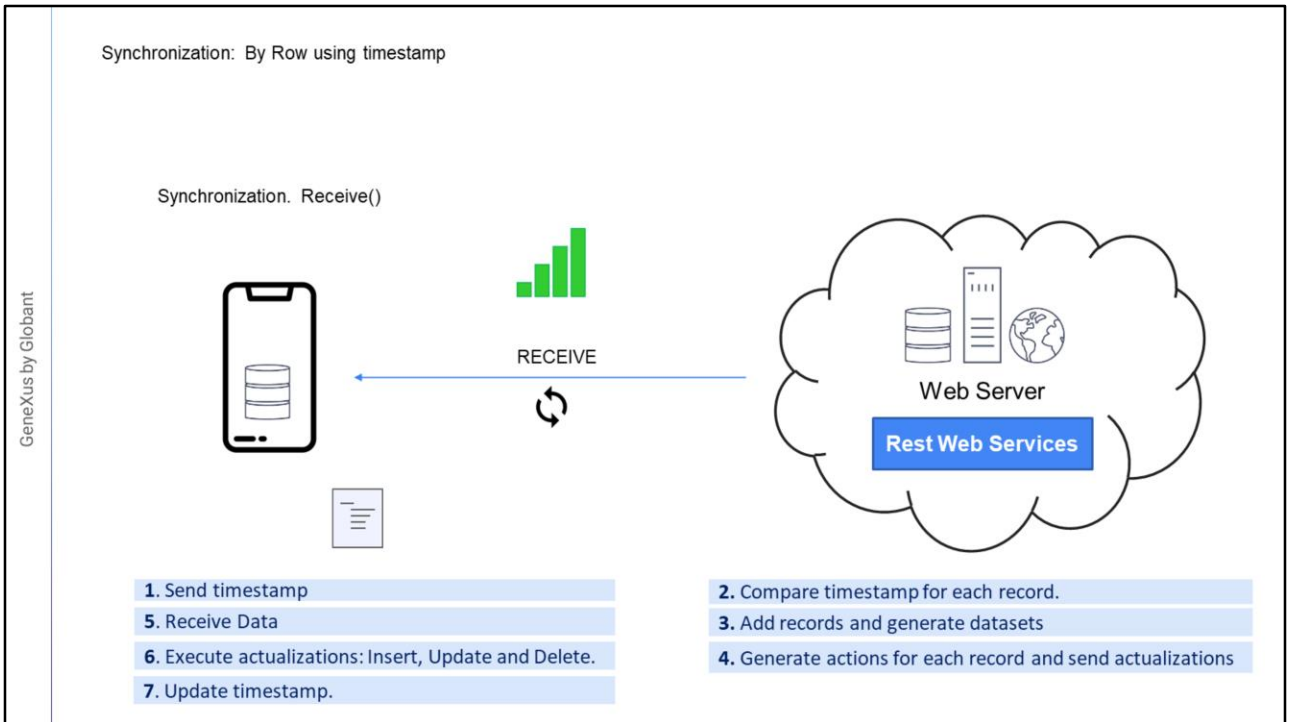 Synchronization: By Row using timestamp
Synchronization. Receive()
GeneXus by Globant
RECEIVE
Web Server
Rest Web Services
1. Send timestamp
5. Receive Data
6. Execute actualizations: Insert, Update and Delete.
7. Update timestamp.
2. Compare timestamp for each record.
3. Add records and generate datasets
4. Generate actions for each record and send actualizations